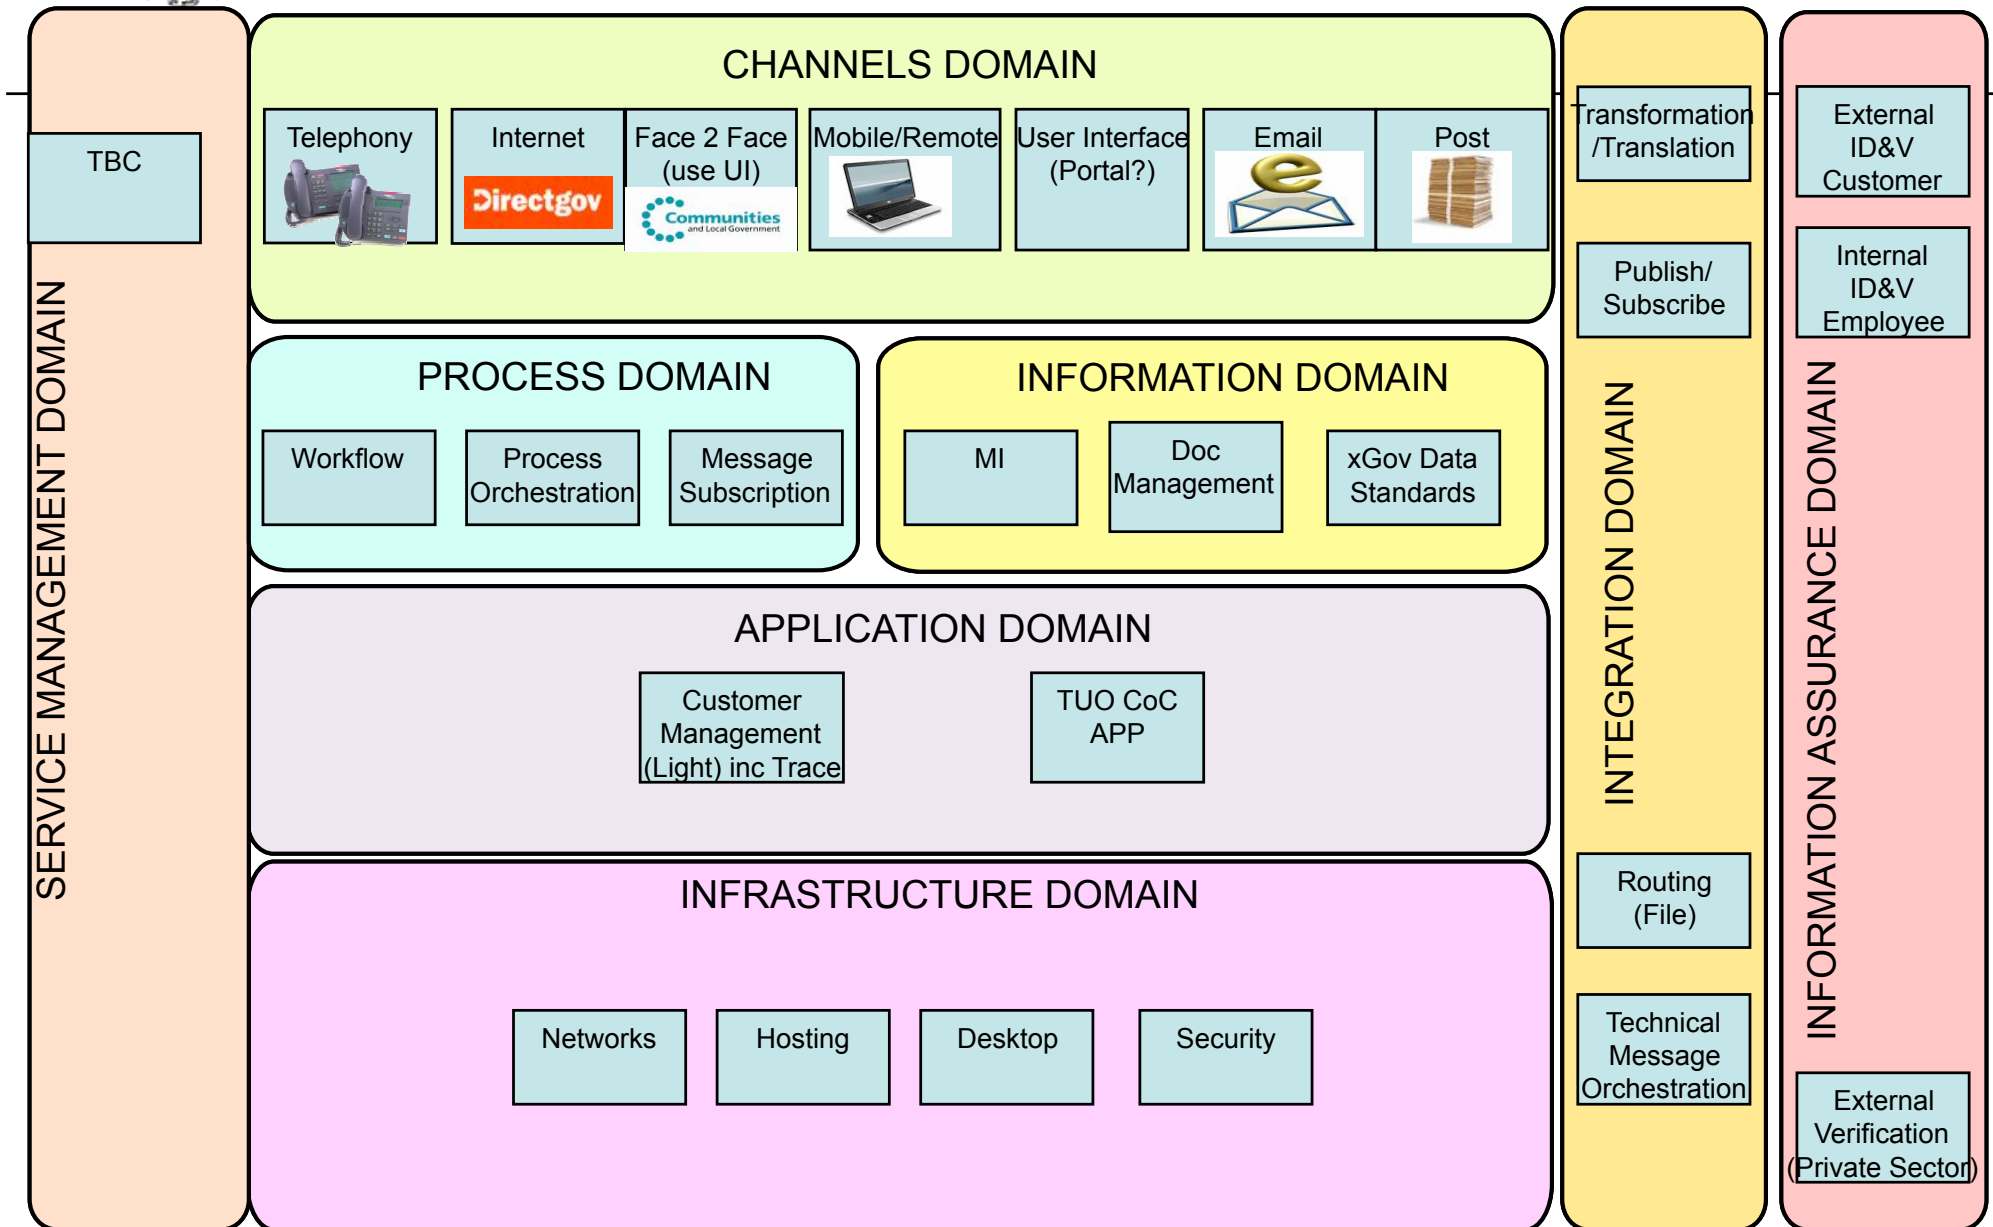 SERVICE MANAGEMENT DOMAIN
TBC
CHANNELS DOMAIN
Telephony
Internet
Directgov
Face 2 Face
(use UI)
Communities
and Local Government
Mobile/Remote
User Interface
(Portal?)
Email
Post
PROCESS DOMAIN
Workflow
Process
Orchestration
Message
Subscription
INFORMATION DOMAIN
MI
Doc
Management
xGov Data
Standards
APPLICATION DOMAIN
Customer
Management
(Light) inc Trace
TUO CoC
APP
INFRASTRUCTURE DOMAIN
Networks
Hosting
Desktop
Security
INTEGRATION DOMAIN
Transformation
/Translation
Publish/
Subscribe
Routing
(File)
Technical
Message
Orchestration
INFORMATION ASSURANCE DOMAIN
External
ID&V
Customer
Internal
ID&V
Employee
External
Verification
(Private Sector)